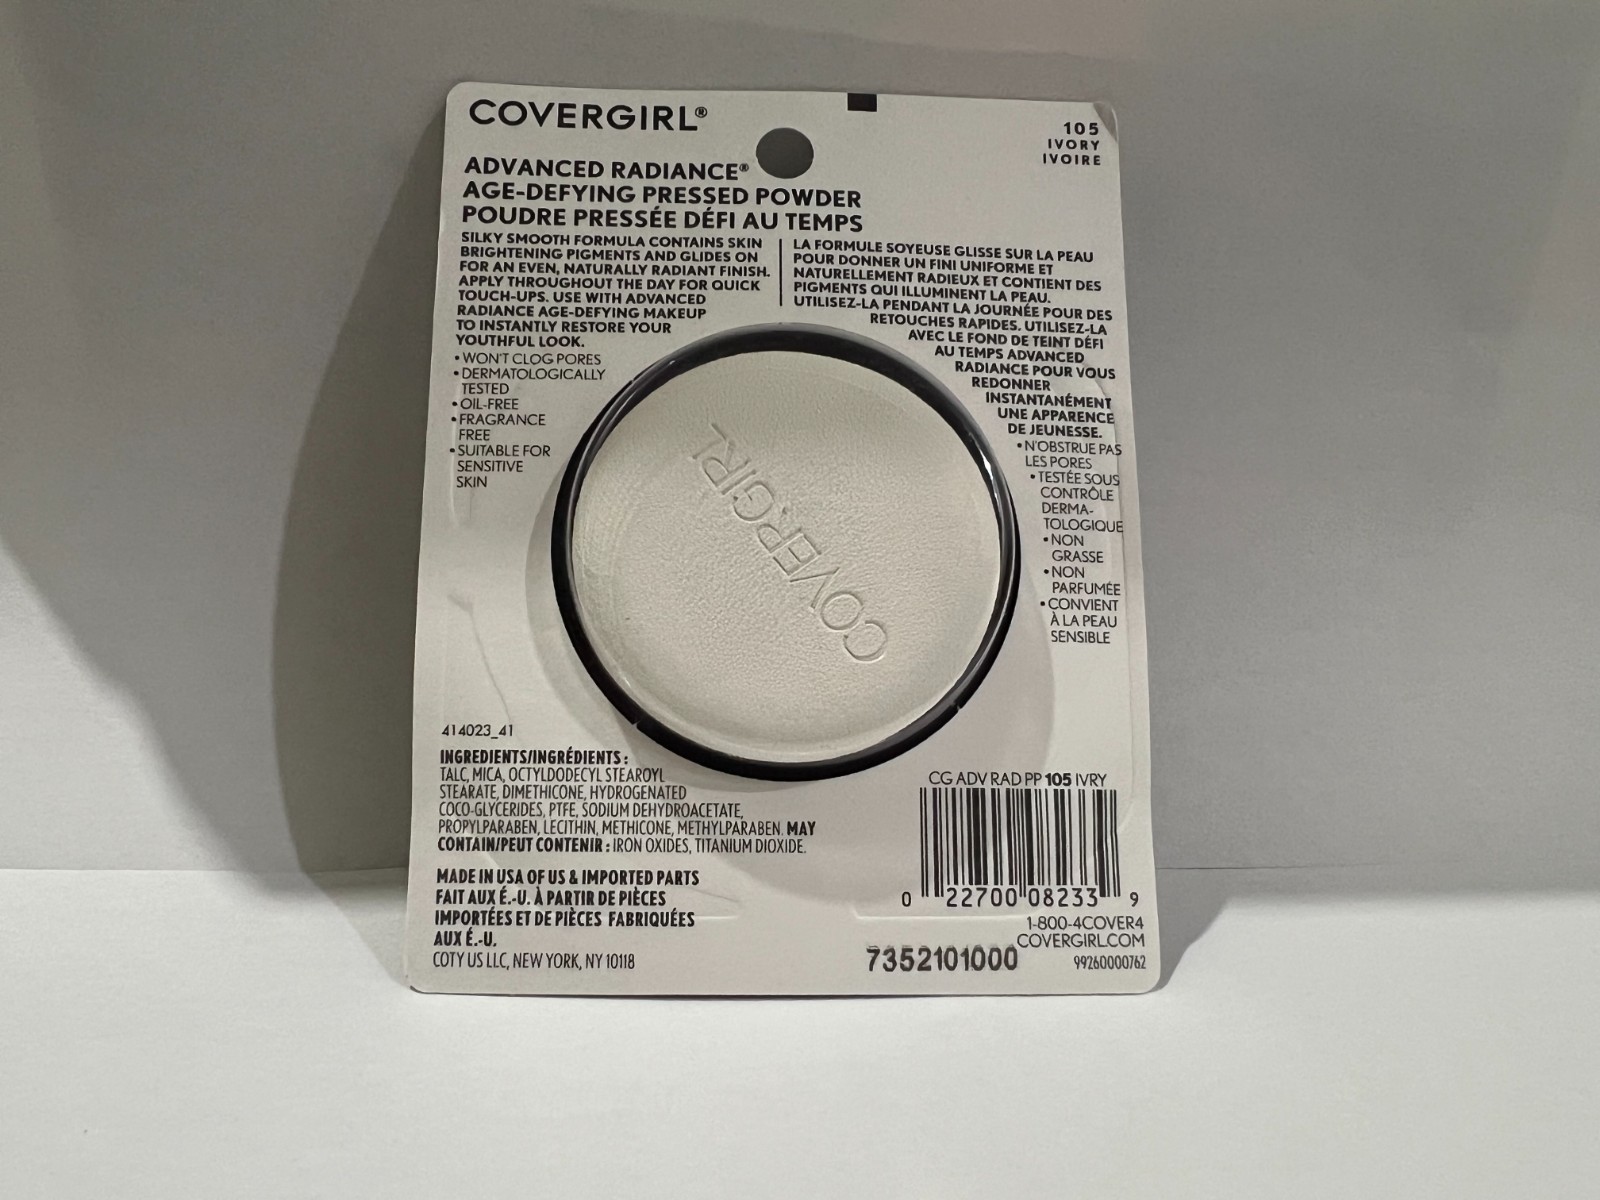 COVERGIRL®
105
IVORY
IVOIRE
ADVANCED RADIANCE®
AGE-DEFYING PRESSED POWDER
POUDRE PRESSÉE DÉFI AU TEMPS
SILKY SMOOTH FORMULA CONTAINS SKIN
BRIGHTENING PIGMENTS AND GLIDES ON
FOR AN EVEN, NATURALLY RADIANT FINISH.
APPLY THROUGHOUT THE DAY FOR QUICK
TOUCH-UPS. USE WITH ADVANCED
RADIANCE AGE-DEFYING MAKEUP
TO INSTANTLY RESTORE YOUR
YOUTHFUL LOOK.
• WON'T CLOG PORES
• DERMATOLOGICALLY
TESTED
• OIL-FREE
• FRAGRANCE
FREE
• SUITABLE FOR
SENSITIVE
SKIN
LA FORMULE SOYEUSE GLISSE SUR LA PEAU
POUR DONNER UN FINI UNIFORME ET
NATURELLEMENT RADIEUX ET CONTIENT DES
PIGMENTS QUI ILLUMINENT LA PEAU.
UTILISEZ-LA PENDANT LA JOURNÉE POUR DES
RETOUCHES RAPIDES. UTILISEZ-LA
AVEC LE FOND DE TEINT DÉFI
AU TEMPS ADVANCED
RADIANCE POUR VOUS
REDONNER
INSTANTANÉMENT
UNE APPARENCE
DE JEUNESSE.
• N'OBSTRUE PAS
LES PORES
• TESTÉE SOUS
CONTRÔLE
DERMA-
TOLOGIQUE
• NON
GRASSE
• NON
PARFUMÉE
• CONVIENT
À LA PEAU
SENSIBLE
COVERGIRL
414023_41
INGREDIENTS/INGRÉDIENTS :
TALC, MICA, OCTYLDODECYL STEAROYL
STEARATE, DIMETHICONE, HYDROGENATED
COCO-GLYCERIDES, PTFE, SODIUM DEHYDROACETATE,
PROPYLPARABEN, LECITHIN, METHICONE, METHYLPARABEN. MAY
CONTAIN/PEUT CONTENIR : IRON OXIDES, TITANIUM DIOXIDE.
MADE IN USA OF US & IMPORTED PARTS
FAIT AUX É.-U. À PARTIR DE PIÈCES
IMPORTÉES ET DE PIÈCES FABRIQUÉES
AUX É.-U.
COTY US LLC, NEW YORK, NY 10118
CG ADV RAD PP 105 IVRY
0 22700 08233 9
1-800-4COVER4
COVERGIRL.COM
7352101000
99260000762